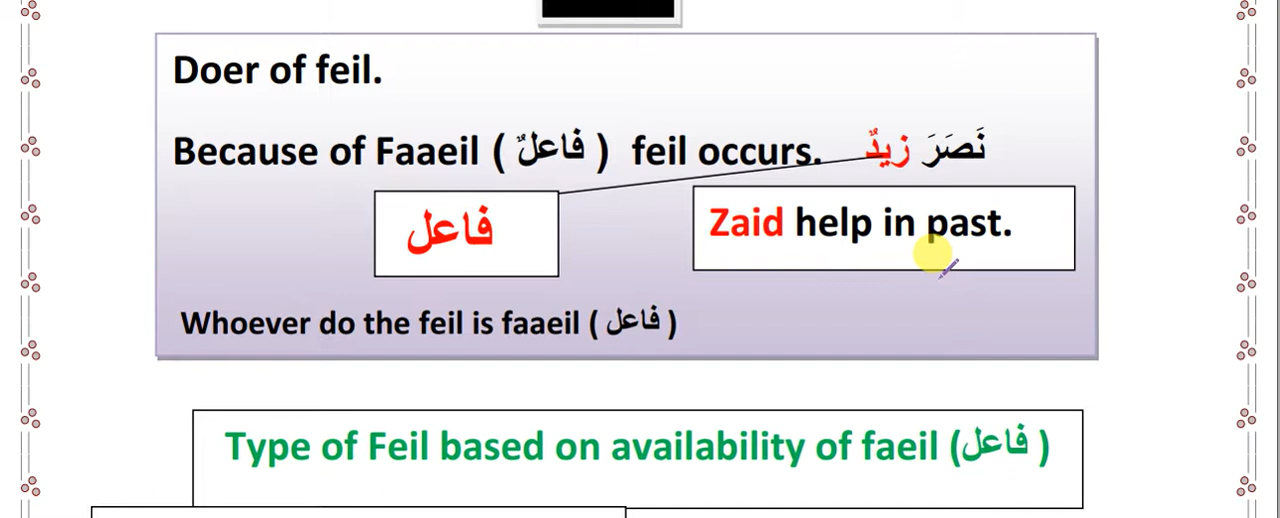 Doer of feil.
Because of Faaeil ( فاعلٌ ) feil occurs. نَصَرَ زيدٌ
فاعل
Zaid help in past.
Whoever do the feil is faaeil ( فاعل )
Type of Feil based on availability of faeil (فاعل )